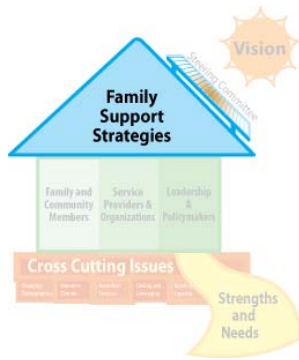 Vision
Steering Committee
Family
Support
Strategies
Family and
Community
Members
Service
Providers &
Organizations
Leadership
&
Policymakers
Cross Cutting Issues
Strengths
and
Needs